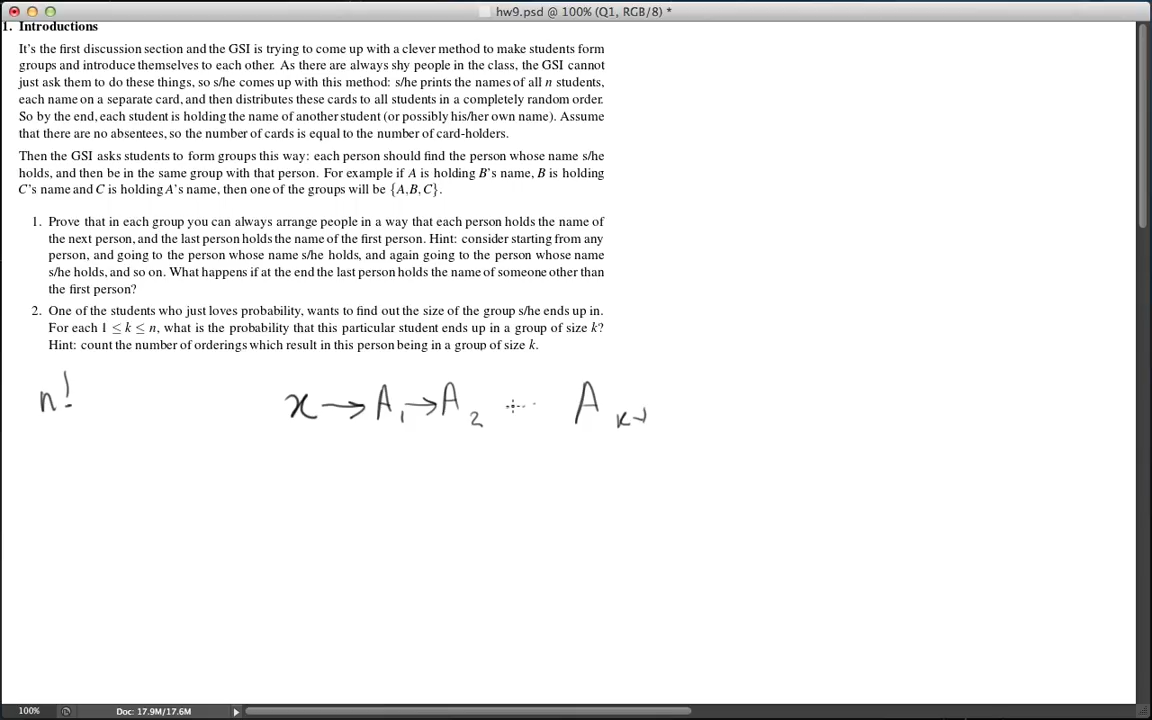 hw9.psd @ 100% (Q1, RGB/8) *
1. Introductions
It's the first discussion section and the GSI is trying to come up with a clever method to make students form
groups and introduce themselves to each other. As there are always shy people in the class, the GSI cannot
just ask them to do these things, so s/he comes up with this method: s/he prints the names of all n students,
each name on a separate card, and then distributes these cards to all students in a completely random order.
So by the end, each student is holding the name of another student (or possibly his/her own name). Assume
that there are no absentees, so the number of cards is equal to the number of card-holders.
Then the GSI asks students to form groups this way: each person should find the person whose name s/he
holds, and then be in the same group with that person. For example if A is holding B's name, B is holding
C's name and C is holding A's name, then one of the groups will be {A,B,C}.
1. Prove that in each group you can always arrange people in a way that each person holds the name of
the next person, and the last person holds the name of the first person. Hint: consider starting from any
person, and going to the person whose name s/he holds, and again going to the person whose name
s/he holds, and so on. What happens if at the end the last person holds the name of someone other than
the first person?
2. One of the students who just loves probability, wants to find out the size of the group s/he ends up in.
For each 1 ≤ k ≤ n, what is the probability that this particular student ends up in a group of size k?
Hint: count the number of orderings which result in this person being in a group of size k.
n! x → A₁ → A₂ ... A
100% Doc: 17.9M/17.6M